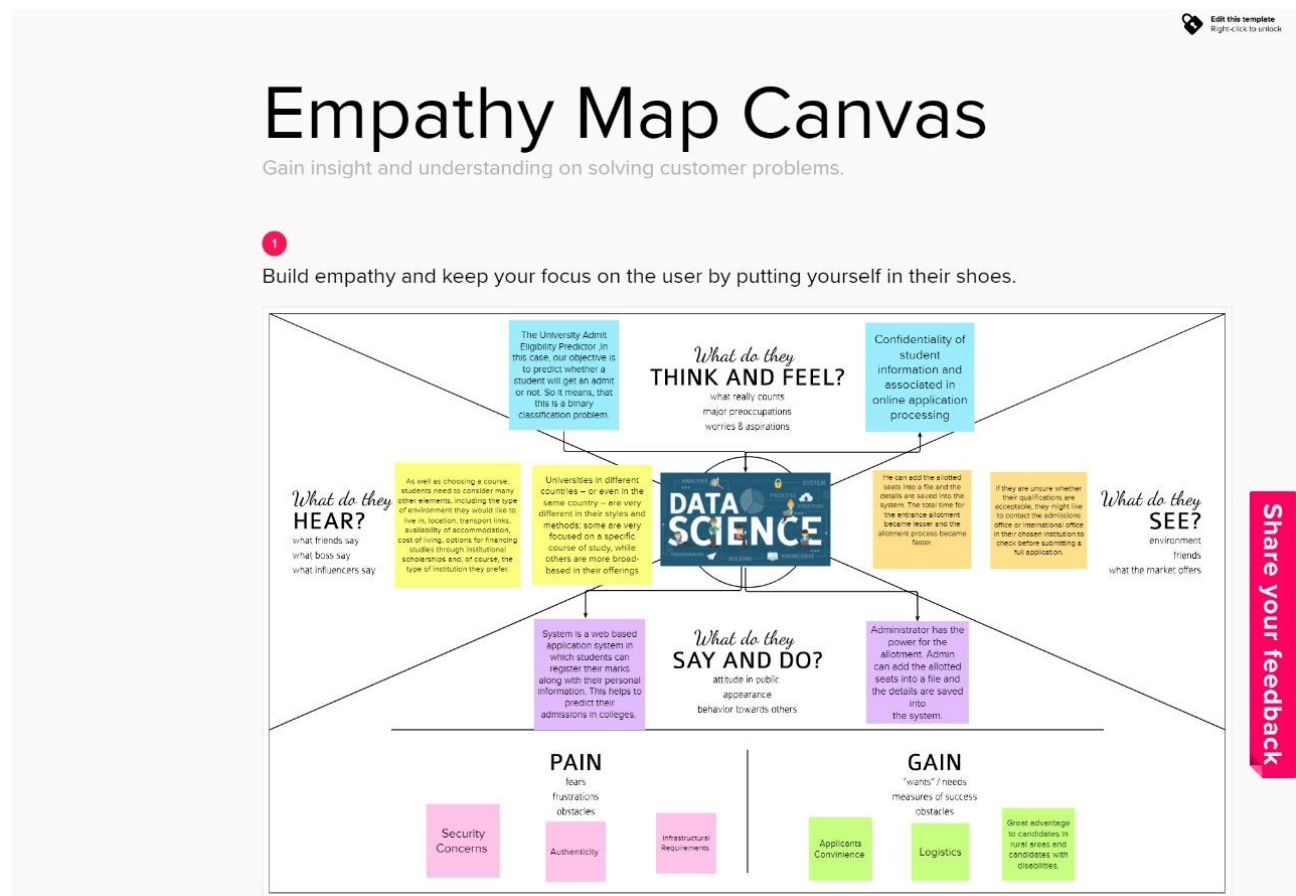 Edit this template
Right-click to unlock
Empathy Map Canvas
Gain insight and understanding on solving customer problems.
1
Build empathy and keep your focus on the user by putting yourself in their shoes.
The University Admit
Eligibility Predictor ,in
this case, our objective is
to predict whether a
student will get an admit
or not. So it means, that
this is a binary
classification problem.
What do they
THINK AND FEEL?
what really counts
major preoccupations
worries & aspirations
Confidentiality of
student
information and
associated in
online application
processing
What do they
HEAR?
what friends say
what boss say
what influencers say
As well as choosing a course,
students need to consider many
other elements, including the type
of environment they would like to
live in, location, transport links,
availability of accommodation,
cost of living, options for financing
studies through institutional
scholarships and, of course, the
type of institution they prefer.
Universities in different
countries – or even in the
same country – are very
different in their styles and
methods; some are very
focused on a specific
course of study, while
others are more broad-
based in their offerings
ANALYSIS
SYSTEM
PROCESS
DATA
SCIENCE
SOLVING
KNOWLEDGE
He can add the allotted
seats into a file and the
details are saved into the
system. The total time for
the entrance allotment
became lesser and the
allotment process became
faster.
If they are unsure whether
their qualifications are
acceptable, they might like
to contact the admissions
office or international office
in their chosen institution to
check before submitting a
full application.
What do they
SEE?
environment
friends
what the market offers
System is a web based
application system in
which students can
register their marks
along with their personal
information. This helps to
predict their
admissions in colleges.
What do they
SAY AND DO?
attitude in public
appearance
behavior towards others
Administrator has the
power for the
allotment. Admin
can add the allotted
seats into a file and
the details are saved
into
the system.
PAIN
fears
frustrations
obstacles
Security
Concerns
Authenticity
Infrastructural
Requirements
GAIN
"wants" / needs
measures of success
obstacles
Applicants
Convinience
Logistics
Great advantage
to candidates in
rural areas and
candidates with
disabilities.
Share your feedback